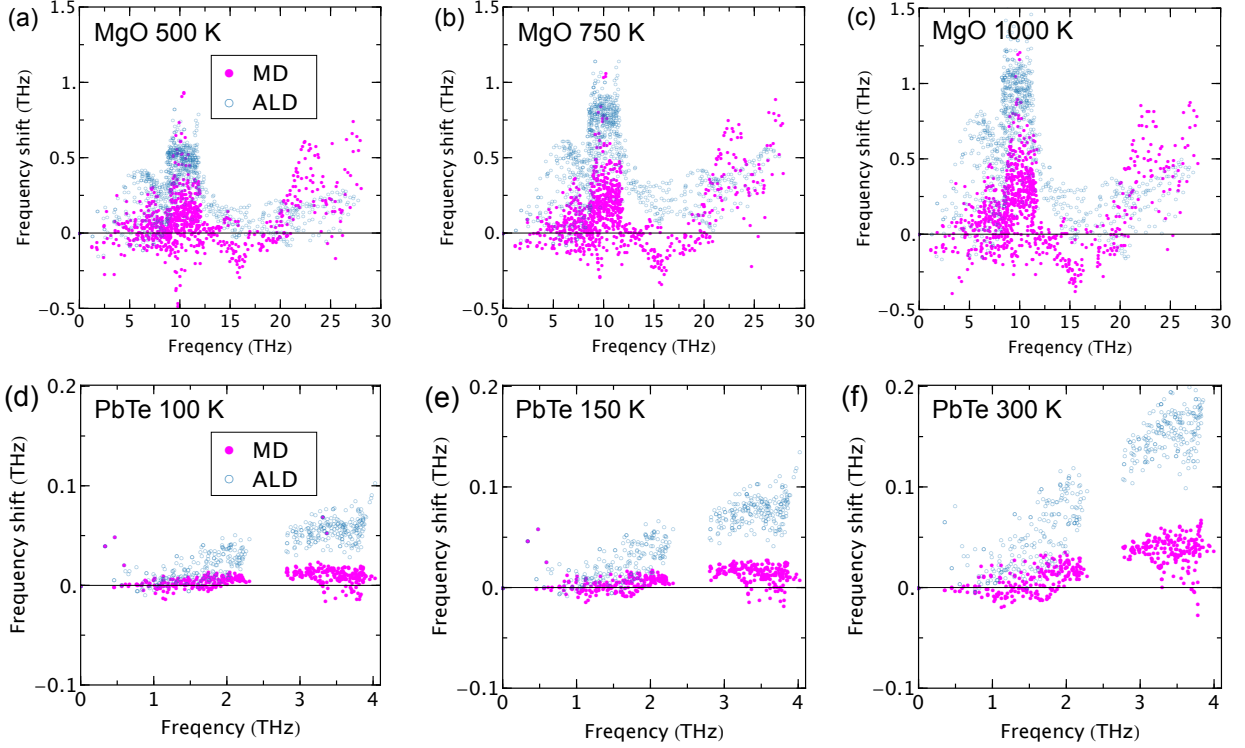 (a)
MgO 500 K
MD
ALD
Frequency shift (THz)
1.5
1
0.5
0.
−0.5
0 5 10 15 20 25 30
Freqency (THz)
(b)
MgO 750 K
Frequency shift (THz)
1.5
1
0.5
0.
−0.5
0 5 10 15 20 25 30
Freqency (THz)
(c)
MgO 1000 K
Frequency shift (THz)
1.5
1
0.5
0.
−0.5
0 5 10 15 20 25 30
Freqency (THz)
(d)
PbTe 100 K
MD
ALD
Frequency shift (THz)
0.2
0.1
0.
−0.1
0 1 2 3 4
Freqency (THz)
(e)
PbTe 150 K
Frequency shift (THz)
0.2
0.1
0.
−0.1
0 1 2 3 4
Freqency (THz)
(f)
PbTe 300 K
Frequency shift (THz)
0.2
0.1
0.
−0.1
0 1 2 3 4
Freqency (THz)